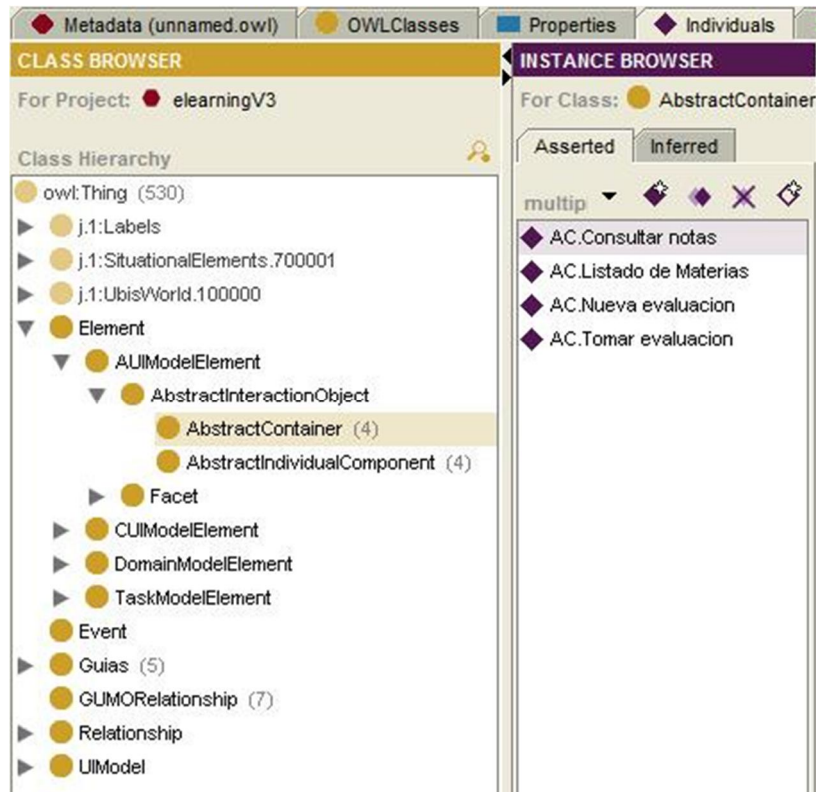 Metadata (unnamed.owl) OWLClasses Properties Individuals
CLASS BROWSER
For Project: elearningV3
Class Hierarchy
owl:Thing (530)
j.1:Labels
j.1:SituationalElements.700001
j.1:UbisWorld.100000
Element
AUIModelElement
AbstractInteractionObject
AbstractContainer (4)
AbstractIndividualComponent (4)
Facet
CUIModelElement
DomainModelElement
TaskModelElement
Event
Guias (5)
GUMORelationship (7)
Relationship
UIModel
INSTANCE BROWSER
For Class: AbstractContainer
Asserted Inferred
multip
AC.Consultar notas
AC.Listado de Materias
AC.Nueva evaluacion
AC.Tomar evaluacion